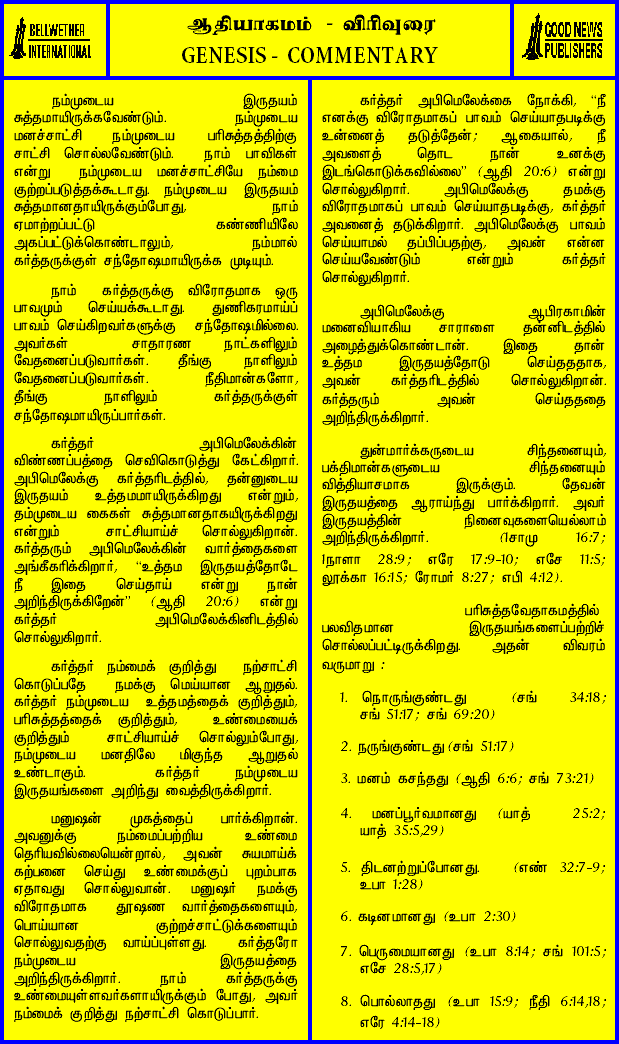 BELLWETHER
INTERNATIONAL
ஆதியாகமம் - விரிவுரை
GENESIS - COMMENTARY
GOOD NEWS
PUBLISHERS
நம்முடைய இருதயம்
சுத்தமாயிருக்கவேண்டும். நம்முடைய
மனச்சாட்சி நம்முடைய பரிசுத்தத்திற்கு
சாட்சி சொல்லவேண்டும். நாம் பாவிகள்
என்று நம்முடைய மனச்சாட்சியே நம்மை
குற்றப்படுத்தக்கூடாது. நம்முடைய இருதயம்
சுத்தமானதாயிருக்கும்போது, நாம்
ஏமாற்றப்பட்டு கண்ணியிலே
அகப்பட்டுக்கொண்டாலும், நம்மால்
கர்த்தருக்குள் சந்தோஷமாயிருக்க முடியும்.
நாம் கர்த்தருக்கு விரோதமாக ஒரு
பாவமும் செய்யக்கூடாது. துணிகரமாய்ப்
பாவம் செய்கிறவர்களுக்கு சந்தோஷமில்லை.
அவர்கள் சாதாரண நாட்களிலும்
வேதனைப்படுவார்கள். தீங்கு நாளிலும்
வேதனைப்படுவார்கள். நீதிமான்களோ,
தீங்கு நாளிலும் கர்த்தருக்குள்
சந்தோஷமாயிருப்பார்கள்.
கர்த்தர் அபிமெலேக்கின்
விண்ணப்பத்தை செவிகொடுத்து கேட்கிறார்.
அபிமெலேக்கு கர்த்தரிடத்தில், தன்னுடைய
இருதயம் உத்தமமாயிருக்கிறது என்றும்,
தம்முடைய கைகள் சுத்தமானதாகயிருக்கிறது
என்றும் சாட்சியாய்ச் சொல்லுகிறான்.
கர்த்தரும் அபிமெலேக்கின் வார்த்தைகளை
அங்கீகரிக்கிறார், “உத்தம இருதயத்தோடே
நீ இதை செய்தாய் என்று நான்
அறிந்திருக்கிறேன்” (ஆதி 20:6) என்று
கர்த்தர் அபிமெலேக்கினிடத்தில்
சொல்லுகிறார்.
கர்த்தர் நம்மைக் குறித்து நற்சாட்சி
கொடுப்பதே நமக்கு மெய்யான ஆறுதல்.
கர்த்தர் நம்முடைய உத்தமத்தைக் குறித்தும்,
பரிசுத்தத்தைக் குறித்தும், உண்மையைக்
குறித்தும் சாட்சியாய்ச் சொல்லும்போது,
நம்முடைய மனதிலே மிகுந்த ஆறுதல்
உண்டாகும். கர்த்தர் நம்முடைய
இருதயங்களை அறிந்து வைத்திருக்கிறார்.
மனுஷன் முகத்தைப் பார்க்கிறான்.
அவனுக்கு நம்மைப்பற்றிய உண்மை
தெரியவில்லையென்றால், அவன் சுயமாய்க்
கற்பனை செய்து உண்மைக்குப் புறம்பாக
ஏதாவது சொல்லுவான். மனுஷர் நமக்கு
விரோதமாக தூஷண வார்த்தைகளையும்,
பொய்யான குற்றச்சாட்டுக்களையும்
சொல்லுவதற்கு வாய்ப்புள்ளது. கர்த்தரோ
நம்முடைய இருதயத்தை
அறிந்திருக்கிறார். நாம் கர்த்தருக்கு
உண்மையுள்ளவர்களாயிருக்கும் போது, அவர்
நம்மைக் குறித்து நற்சாட்சி கொடுப்பார்.
கர்த்தர் அபிமெலேக்கை நோக்கி, “நீ
எனக்கு விரோதமாகப் பாவம் செய்யாதபடிக்கு
உன்னைத் தடுத்தேன்; ஆகையால், நீ
அவளைத் தொட நான் உனக்கு
இடங்கொடுக்கவில்லை” (ஆதி 20:6) என்று
சொல்லுகிறார். அபிமெலேக்கு தமக்கு
விரோதமாகப் பாவம் செய்யாதபடிக்கு, கர்த்தர்
அவனைத் தடுக்கிறார். அபிமெலேக்கு பாவம்
செய்யாமல் தப்பிப்பதற்கு, அவன் என்ன
செய்யவேண்டும் என்றும் கர்த்தர்
சொல்லுகிறார்.
அபிமெலேக்கு ஆபிரகாமின்
மனைவியாகிய சாராளை தன்னிடத்தில்
அழைத்துக்கொண்டான். இதை தான்
உத்தம இருதயத்தோடு செய்ததாக,
அவன் கர்த்தரிடத்தில் சொல்லுகிறான்.
கர்த்தரும் அவன் செய்ததை
அறிந்திருக்கிறார்.
துன்மார்க்கருடைய சிந்தனையும்,
பக்திமான்களுடைய சிந்தனையும்
வித்தியாசமாக இருக்கும். தேவன்
இருதயத்தை ஆராய்ந்து பார்க்கிறார். அவர்
இருதயத்தின் நினைவுகளையெல்லாம்
அறிந்திருக்கிறார். (1சாமு 16:7;
1நாளா 28:9; எரே 17:9-10; எசே 11:5;
லூக்கா 16:15; ரோமர் 8:27; எபி 4:12).
பரிசுத்தவேதாகமத்தில்
பலவிதமான இருதயங்களைப்பற்றிச்
சொல்லப்பட்டிருக்கிறது. அதன் விவரம்
வருமாறு :
1. நொருங்குண்டது (சங் 34:18;
சங் 51:17; சங் 69:20)
2. நருங்குண்டது (சங் 51:17)
3. மனம் கசந்தது (ஆதி 6:6; சங் 73:21)
4. மனப்பூர்வமானது (யாத் 25:2;
யாத் 35:5,29)
5. திடனற்றுப்போனது. (எண் 32:7-9;
உபா 1:28)
6. கடினமானது (உபா 2:30)
7. பெருமையானது (உபா 8:14; சங் 101:5;
எசே 28:5,17)
8. பொல்லாதது (உபா 15:9; நீதி 6:14,18;
எரே 4:14-18)